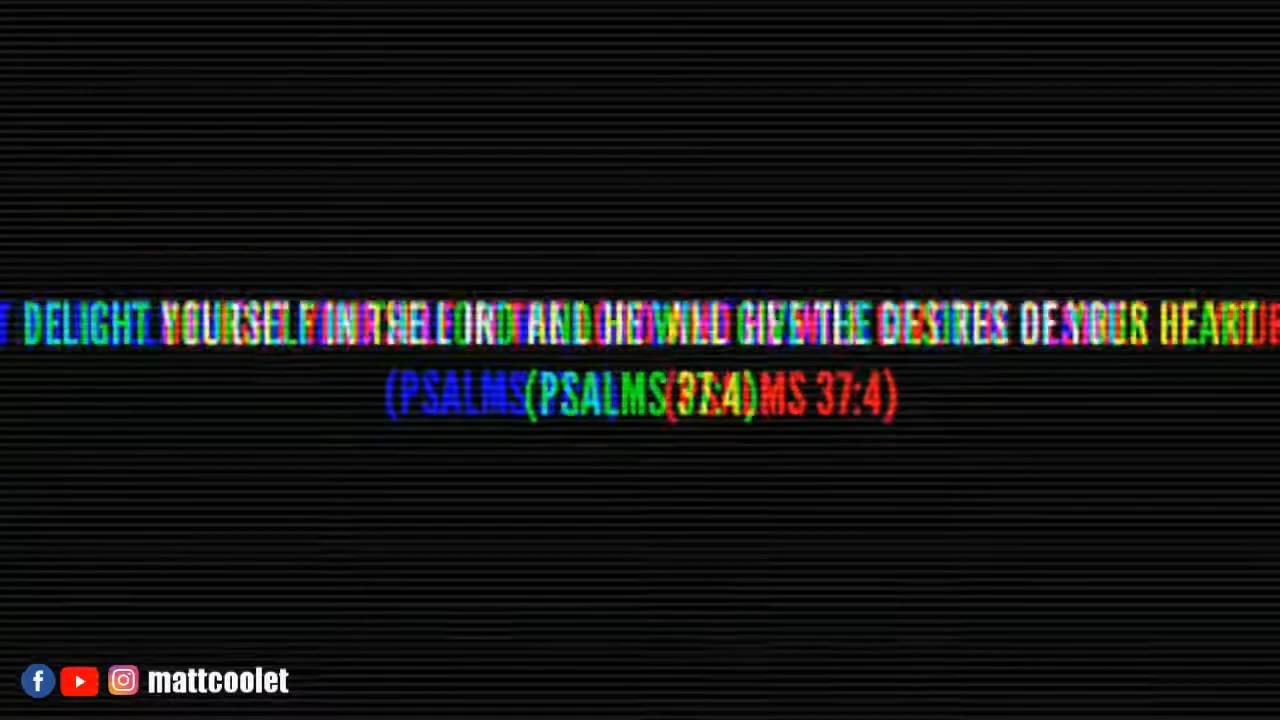 DELIGHT YOURSELF IN THE LORD AND HE WILL GIVE THE DESIRES OF YOUR HEART
(PSALMS 37:4)
mattcoolet